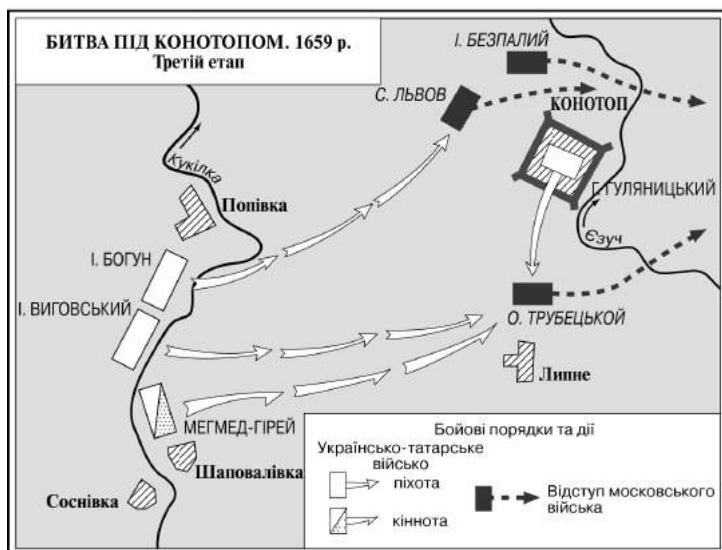 БИТВА ПІД КОНОТОПОМ. 1659 р.
Третій етап
І. БЕЗПАЛИЙ
С. ЛЬВОВ
КОНОТОП
Кукілка
Г. ГУЛЯНИЦЬКИЙ
Попівка
Єзуч
І. БОГУН
І. ВИГОВСЬКИЙ
О. ТРУБЕЦЬКОЙ
Липне
МЕГМЕД-ГІРЕЙ
Шаповалівка
Соснівка
Бойові порядки та дії
Українсько-татарське
військо
піхота
кіннота
Відступ московського
війська